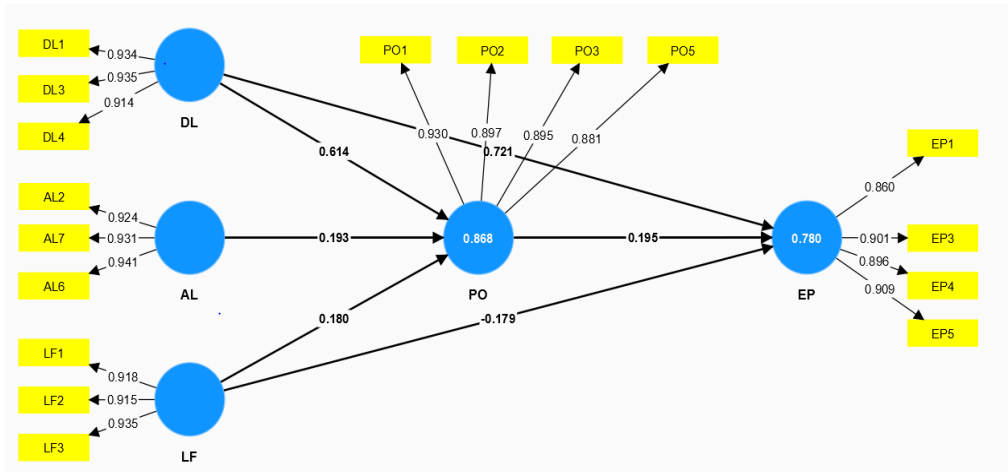 DL1
0.934
DL3
0.935
DL4
0.914
DL
PO1
PO2
PO3
PO5
0.930
0.897
0.895
0.881
0.614
0.721
EP1
0.860
AL2
0.924
AL7
0.931
AL6
0.941
AL
0.193
0.868
PO
0.195
0.780
EP
0.901
EP3
0.896
EP4
0.909
EP5
0.180
-0.179
LF1
0.918
LF2
0.915
LF3
0.935
LF